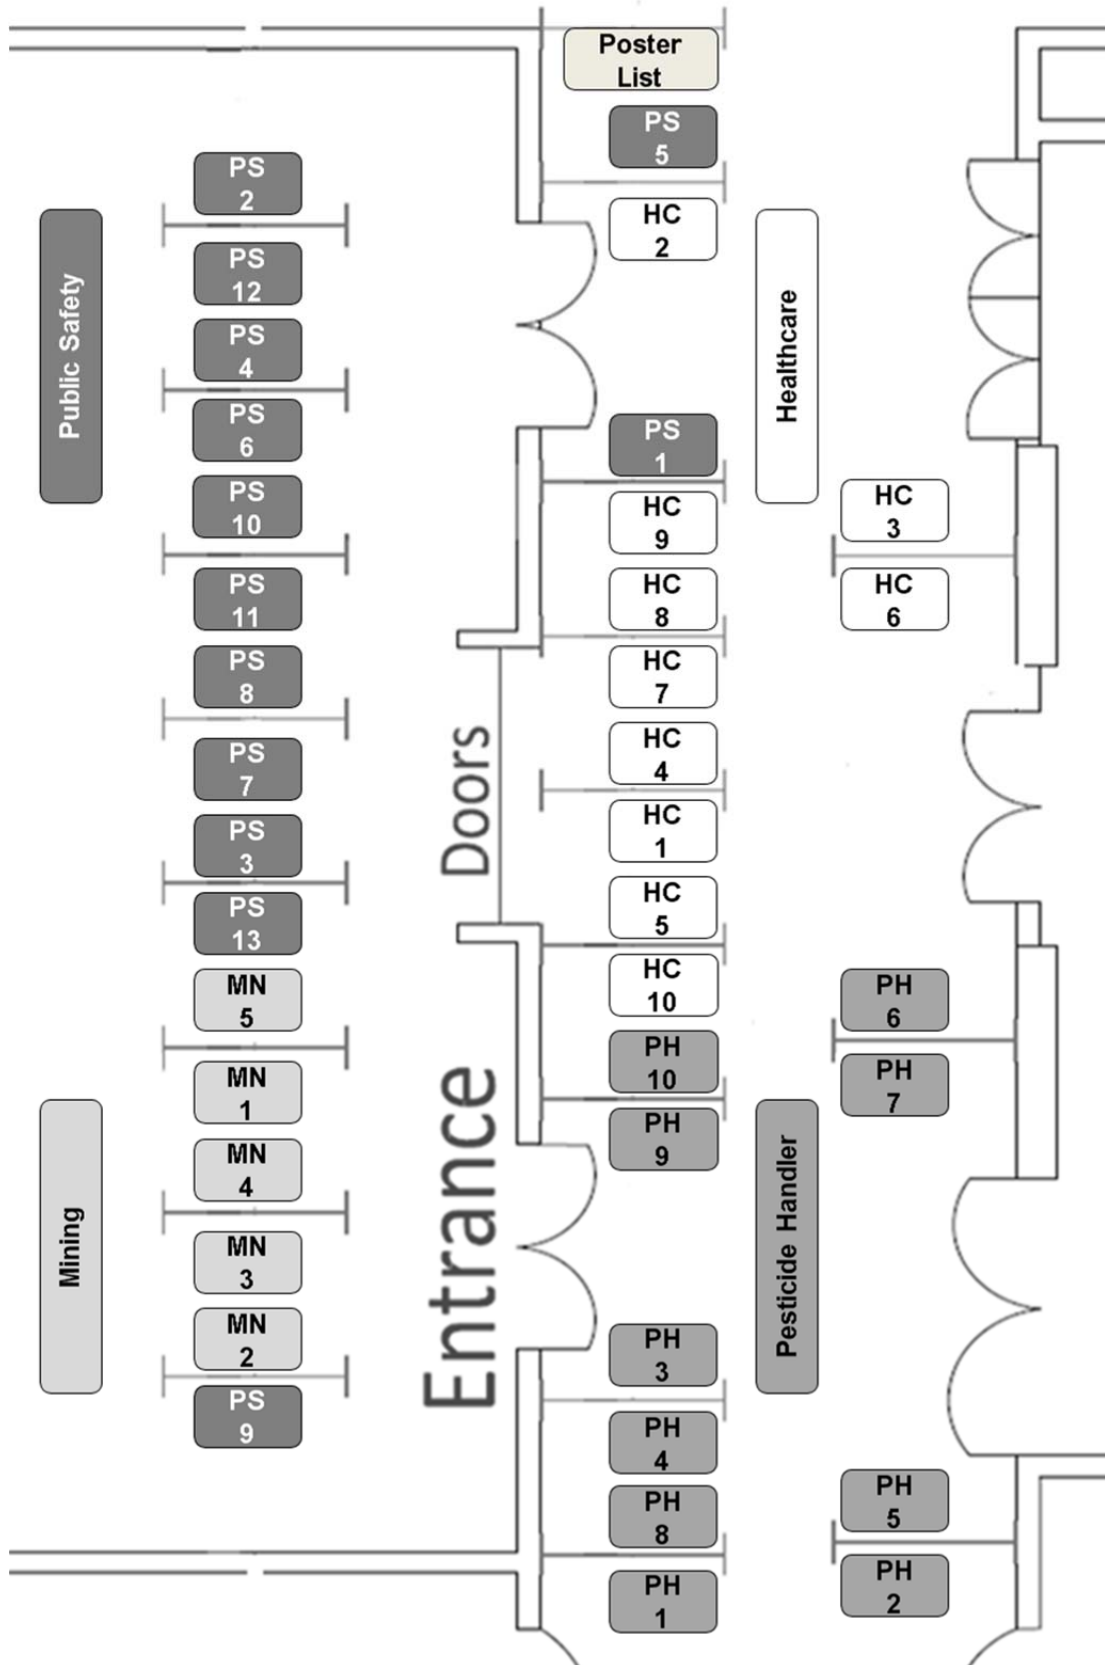 Poster
List
PS
5
HC
2
PS
1
HC
9
HC
8
HC
7
HC
4
HC
1
HC
5
HC
10
PH
10
PH
9
PH
3
PH
4
PH
8
PH
1
Public Safety
PS
2
PS
12
PS
4
PS
6
PS
10
PS
11
PS
8
PS
7
PS
3
PS
13
MN
5
MN
1
MN
4
MN
3
MN
2
PS
9
Mining
Entrance Doors
Healthcare
HC
3
HC
6
PH
6
PH
7
Pesticide Handler
PH
5
PH
2